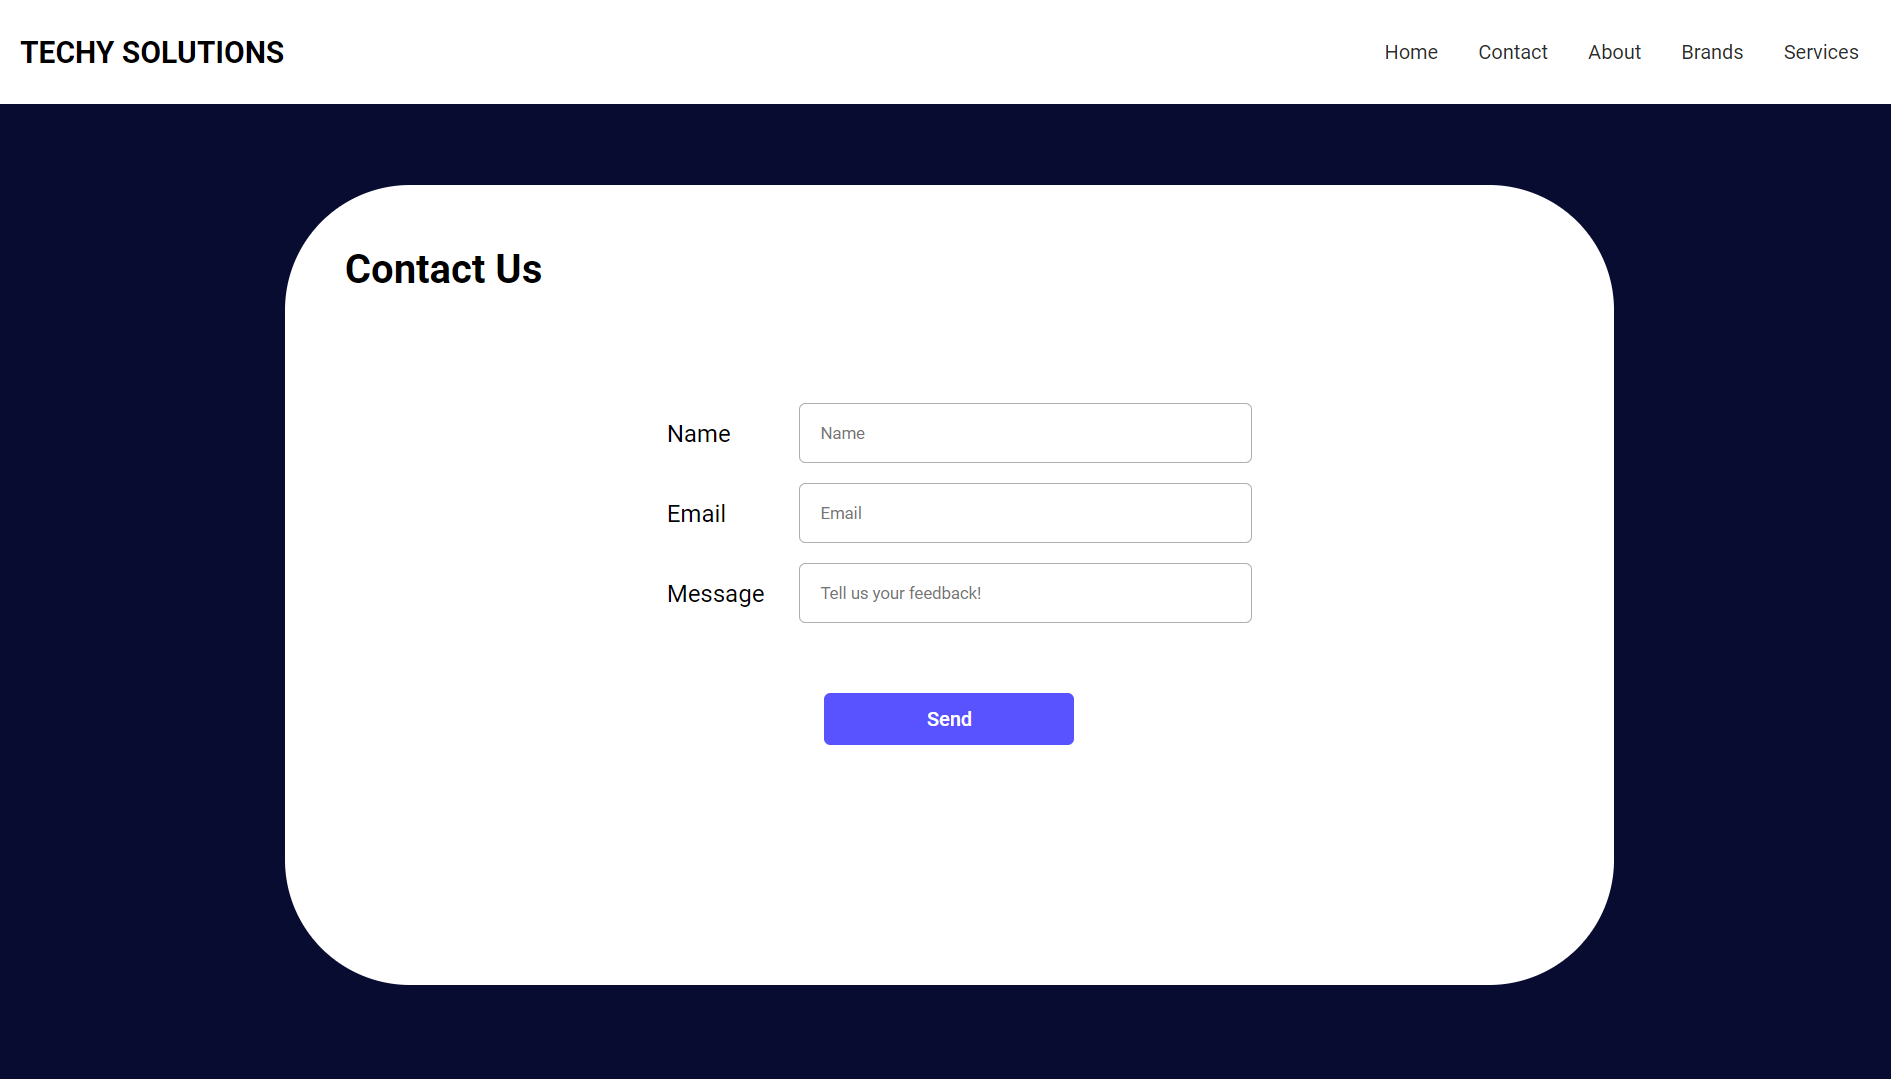 TECHY SOLUTIONS
Home Contact About Brands Services
Contact Us
Name Name
Email Email
Message Tell us your feedback!
Send